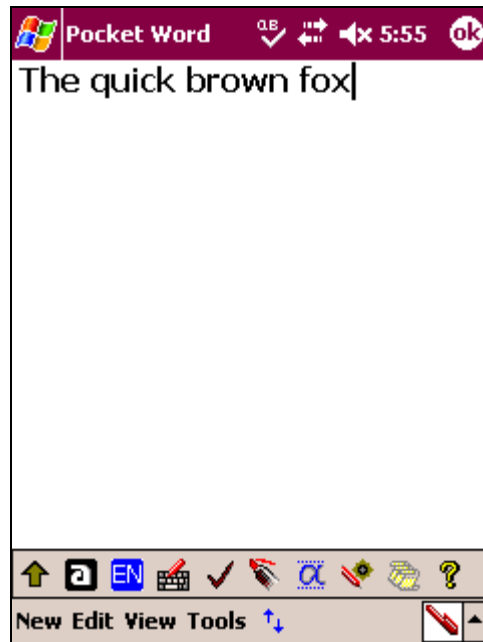 Pocket Word 5:55 ok
The quick brown fox
a EN α ?
New Edit View Tools